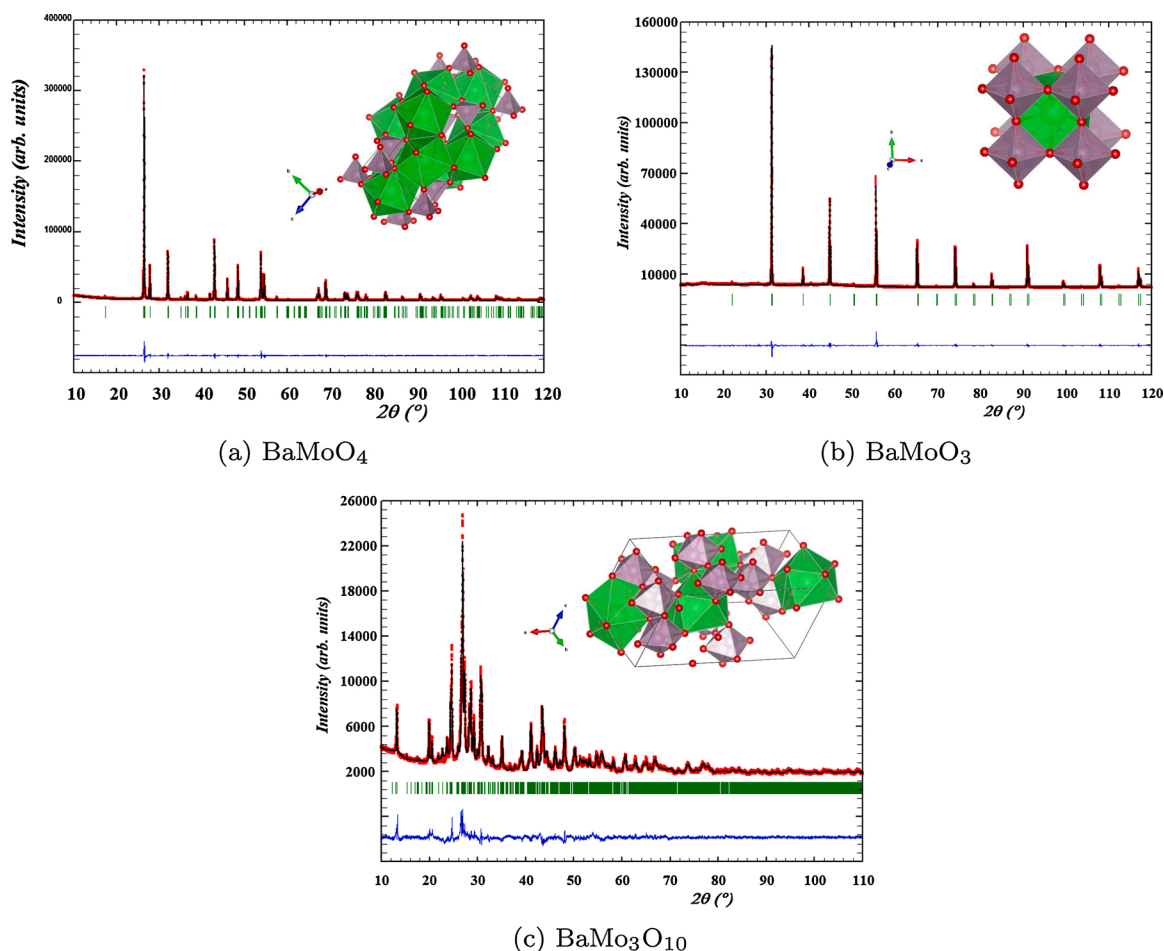 400000
300000
200000
100000
0
Intensity (arb. units)
b
a
c
10 20 30 40 50 60 70 80 90 100 110 120
2θ (°)
(a) BaMoO4
160000
130000
100000
70000
40000
10000
Intensity (arb. units)
b
a
10 20 30 40 50 60 70 80 90 100 110 120
2θ (°)
(b) BaMoO3
26000
22000
18000
14000
10000
6000
2000
Intensity (arb. units)
c
a
b
10 20 30 40 50 60 70 80 90 100 110
2θ (°)
(c) BaMo3O10